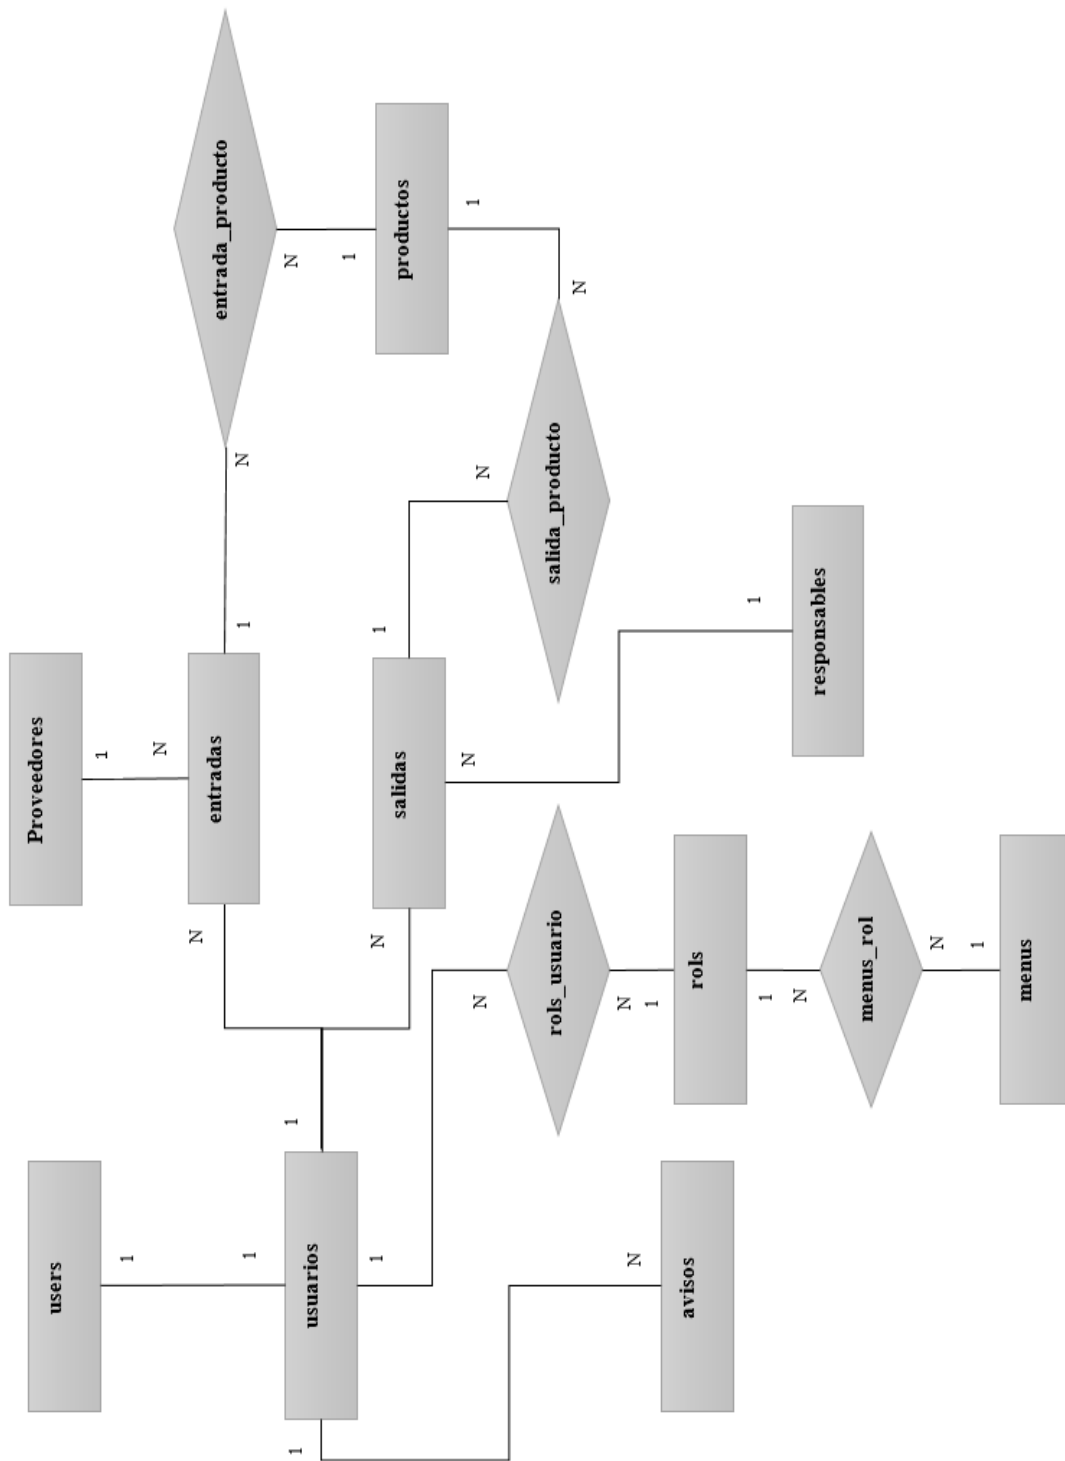 users
Proveedores
1
1
N
N
entradas
1
N
entrada_producto
1
1
N
1
usuarios
1
1
N
1
salidas
productos
N
1
N
N
rols_usuario
salida_producto
N
N
N
1
avisos
rols
1
1
N
responsables
menus_rol
N
1
menus